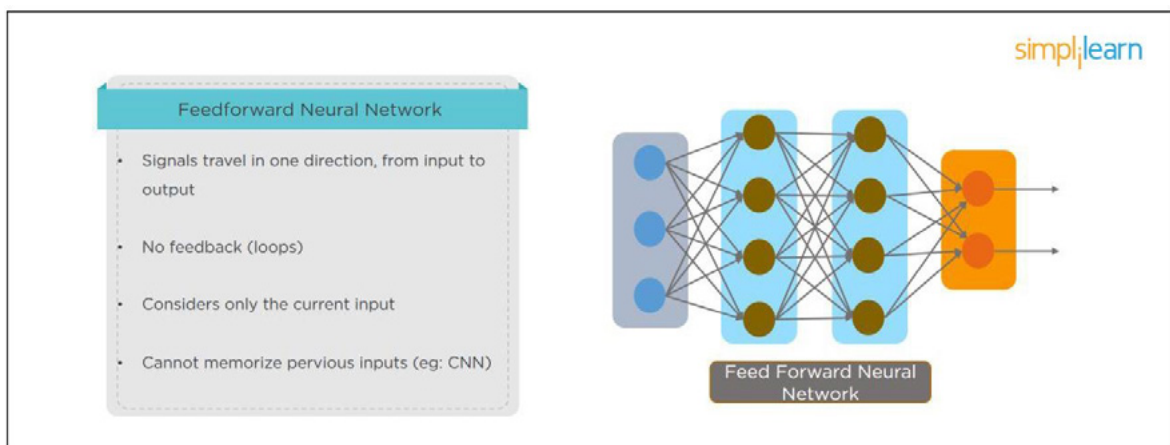 simplilearn
Feedforward Neural Network
• Signals travel in one direction, from input to
output
• No feedback (loops)
• Considers only the current input
• Cannot memorize pervious inputs (eg: CNN)
Feed Forward Neural
Network